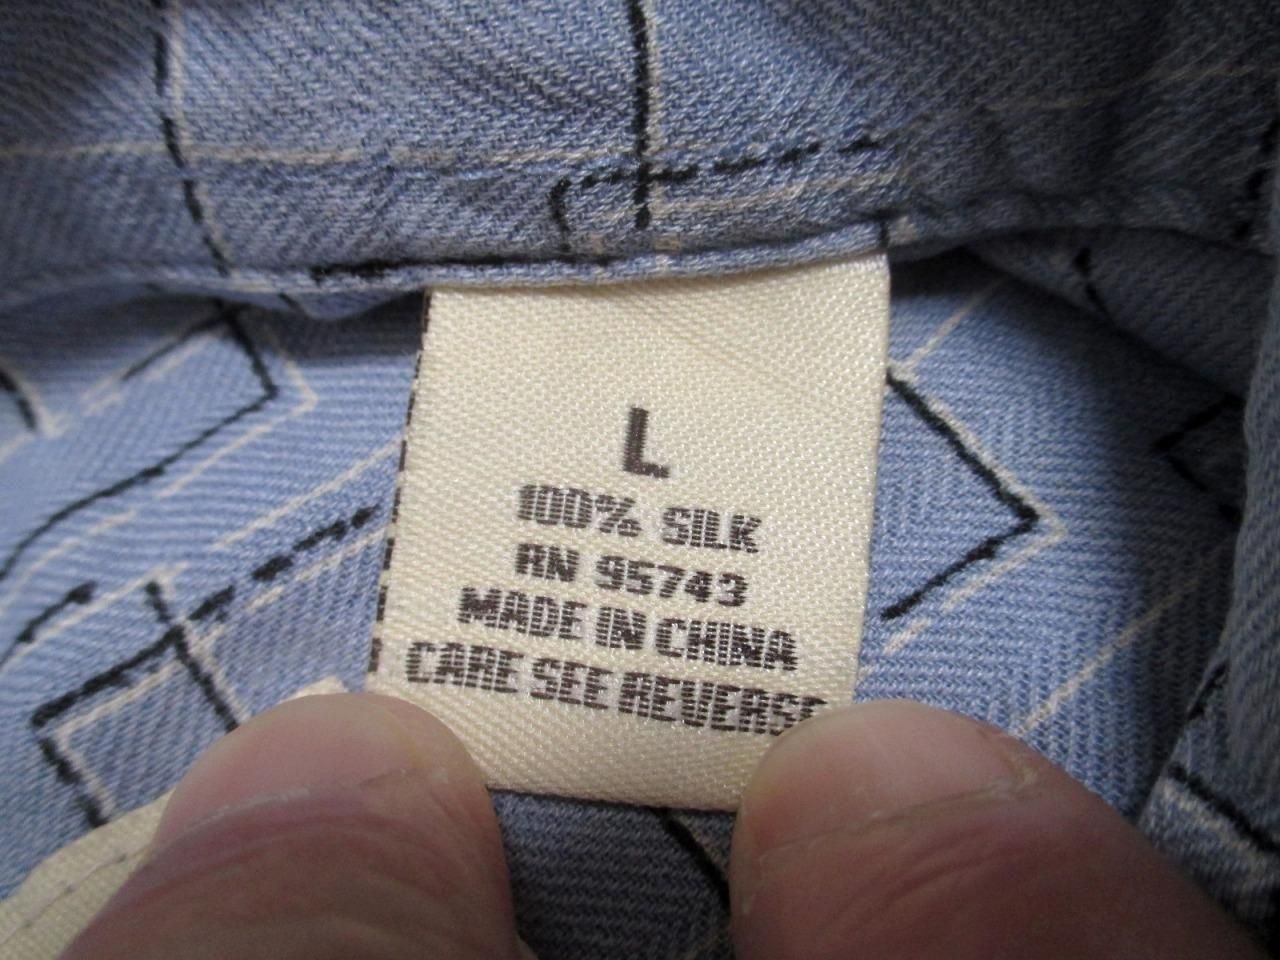 L
100% SILK
RN 95743
MADE IN CHINA
CARE SEE REVERSE